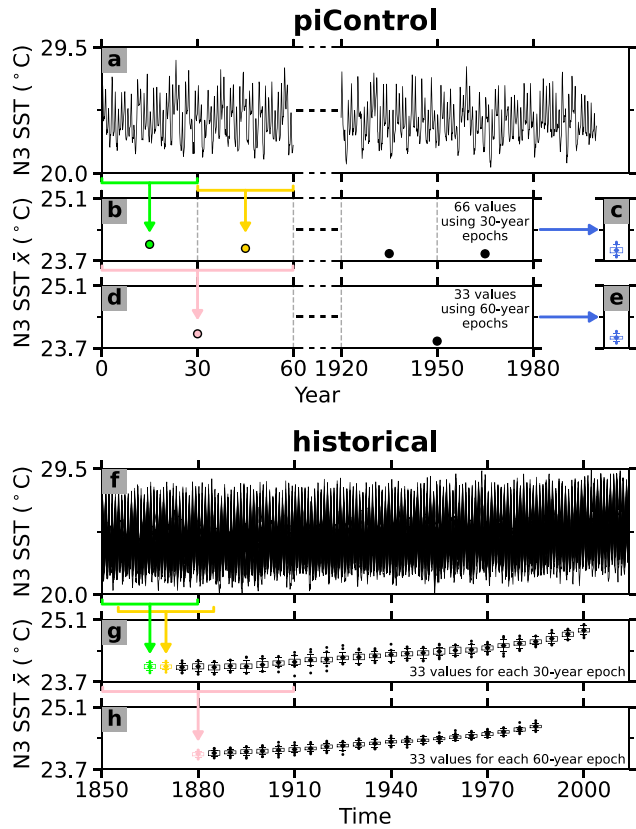 piControl
N3 SST (°C)
29.5
20.0
a
N3 SST x̄ (°C)
25.1
23.7
b
66 values
using 30-year
epochs
c
25.1
23.7
d
33 values
using 60-year
epochs
e
0 30 60 1920 1950 1980
Year
historical
N3 SST (°C)
29.5
20.0
f
N3 SST x̄ (°C)
25.1
23.7
g
33 values for each 30-year epoch
25.1
23.7
h
33 values for each 60-year epoch
1850 1880 1910 1940 1970 2000
Time